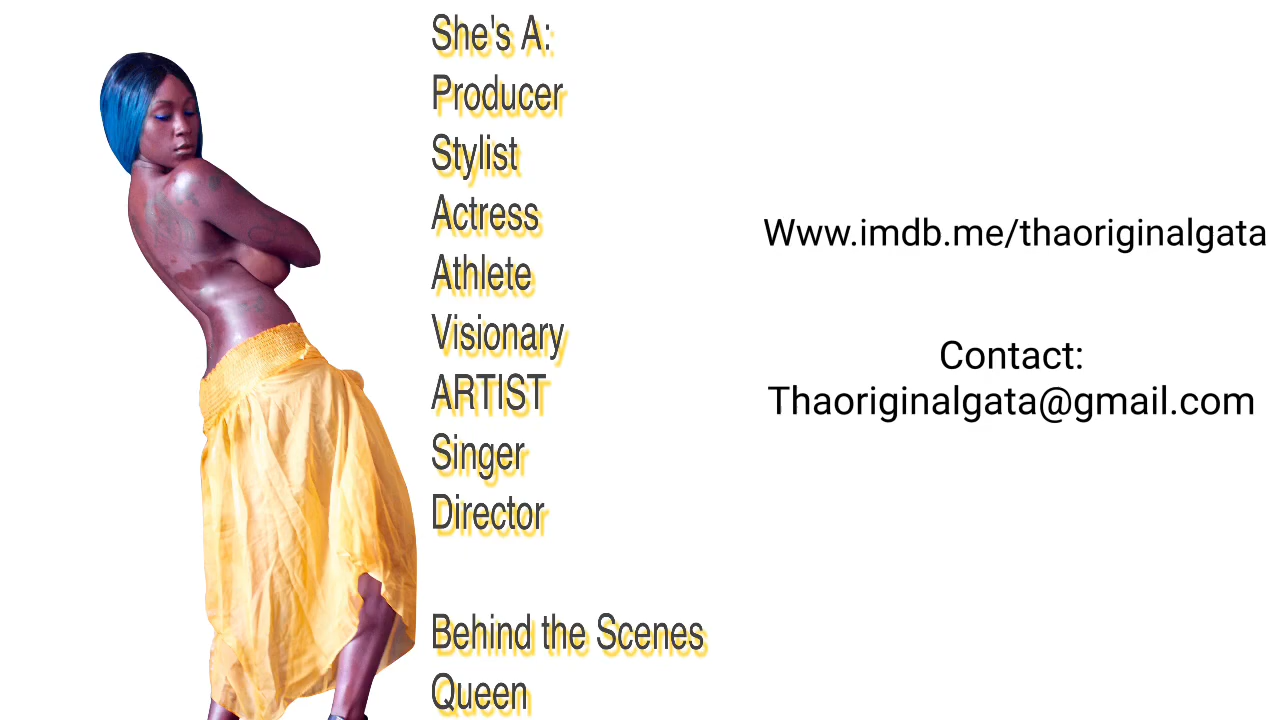 She's A:
Producer
Stylist
Actress
Athlete
Visionary
ARTIST
Singer
Director
Behind the Scenes
Queen
Www.imdb.me/thaoriginalgata
Contact:
Thaoriginalgata@gmail.com